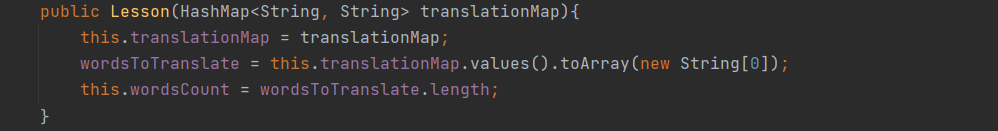 public Lesson(HashMap<String, String> translationMap){
    this.translationMap = translationMap;
    wordsToTranslate = this.translationMap.values().toArray(new String[0]);
    this.wordsCount = wordsToTranslate.length;
}